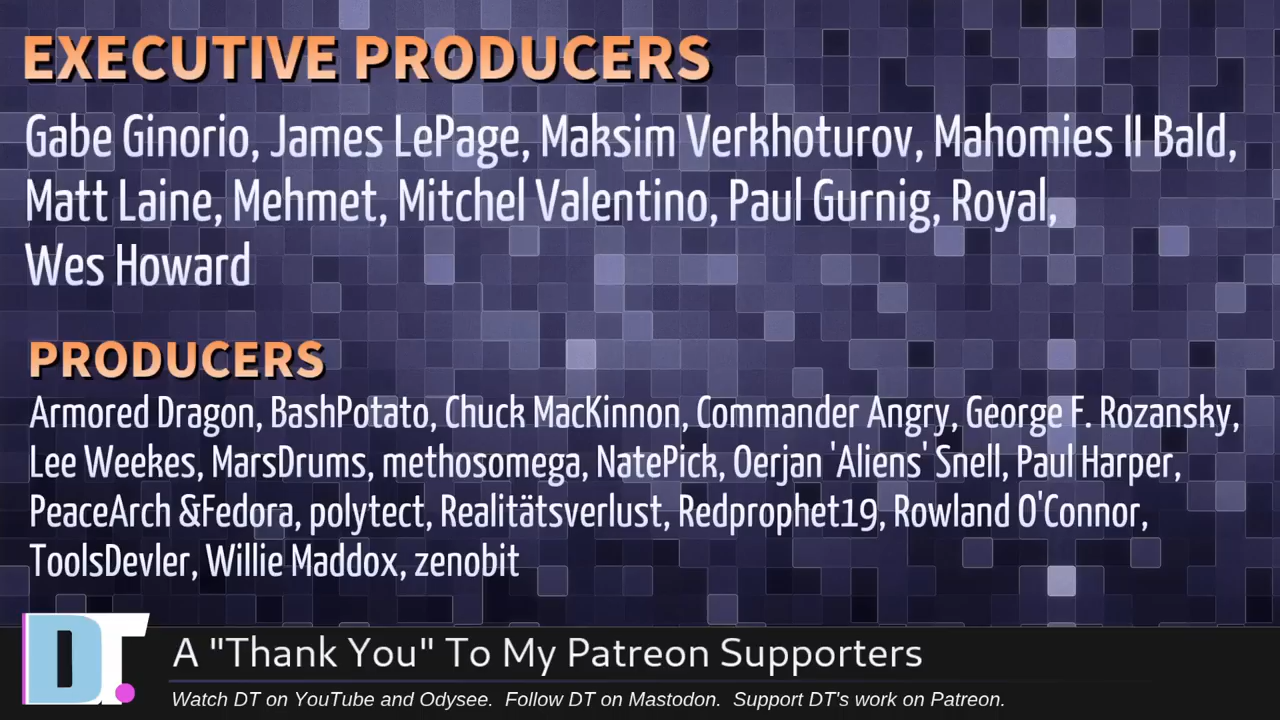 EXECUTIVE PRODUCERS
Gabe Ginorio, James LePage, Maksim Verkhoturov, Mahomies II Bald,
Matt Laine, Mehmet, Mitchel Valentino, Paul Gurnig, Royal,
Wes Howard
PRODUCERS
Armored Dragon, BashPotato, Chuck MacKinnon, Commander Angry, George F. Rozansky,
Lee Weekes, MarsDrums, methosomega, NatePick, Oerjan 'Aliens' Snell, Paul Harper,
PeaceArch &Fedora, polytect, Realitätsverlust, Redprophet19, Rowland O'Connor,
ToolsDevler, Willie Maddox, zenobit
DT.
A "Thank You" To My Patreon Supporters
Watch DT on YouTube and Odysee. Follow DT on Mastodon. Support DT's work on Patreon.